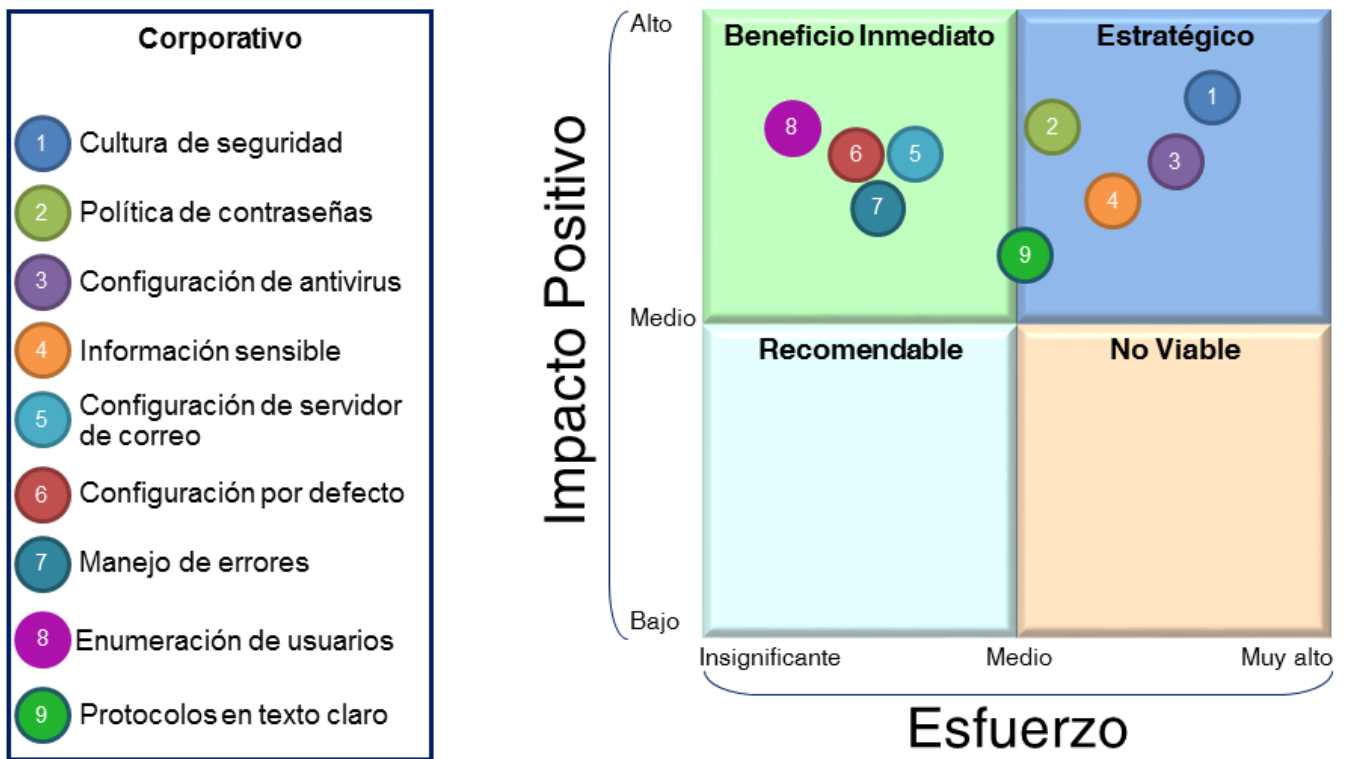 Corporativo
1 Cultura de seguridad
2 Política de contraseñas
3 Configuración de antivirus
4 Información sensible
5 Configuración de servidor
de correo
6 Configuración por defecto
7 Manejo de errores
8 Enumeración de usuarios
9 Protocolos en texto claro
Impacto Positivo
Alto
Medio
Bajo
Beneficio Inmediato
Estratégico
8
6
5
7
2
1
3
4
9
Recomendable
No Viable
Insignificante
Medio
Muy alto
Esfuerzo